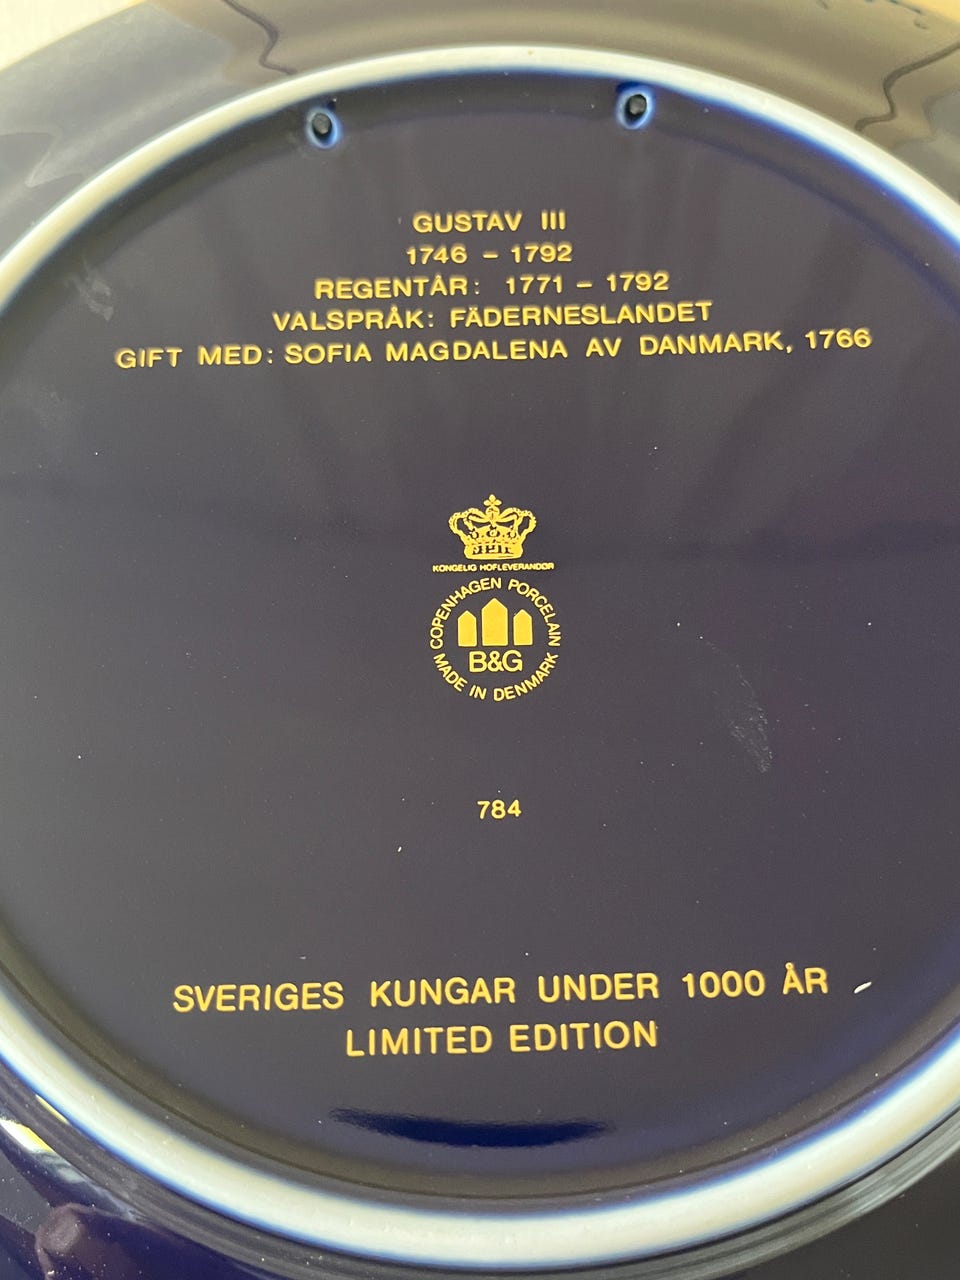 GUSTAV III
1746 – 1792
REGENTÅR: 1771 – 1792
VALSPRÅK: FÄDERNESLANDET
GIFT MED: SOFIA MAGDALENA AV DANMARK, 1766
KONGELIG HOFLEVERANDØR
COPENHAGEN PORCELAIN
B&G
MADE IN DENMARK
784
SVERIGES KUNGAR UNDER 1000 ÅR
LIMITED EDITION